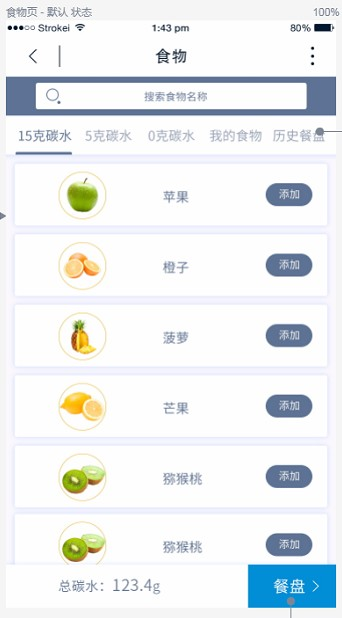 食物页 - 默认 状态
100%
Strokei
1:43 pm
80%
食物
搜索食物名称
15克碳水 5克碳水 0克碳水 我的食物 历史餐盘
苹果 添加
橙子 添加
菠萝 添加
芒果 添加
猕猴桃 添加
猕猴桃 添加
总碳水：123.4g 餐盘